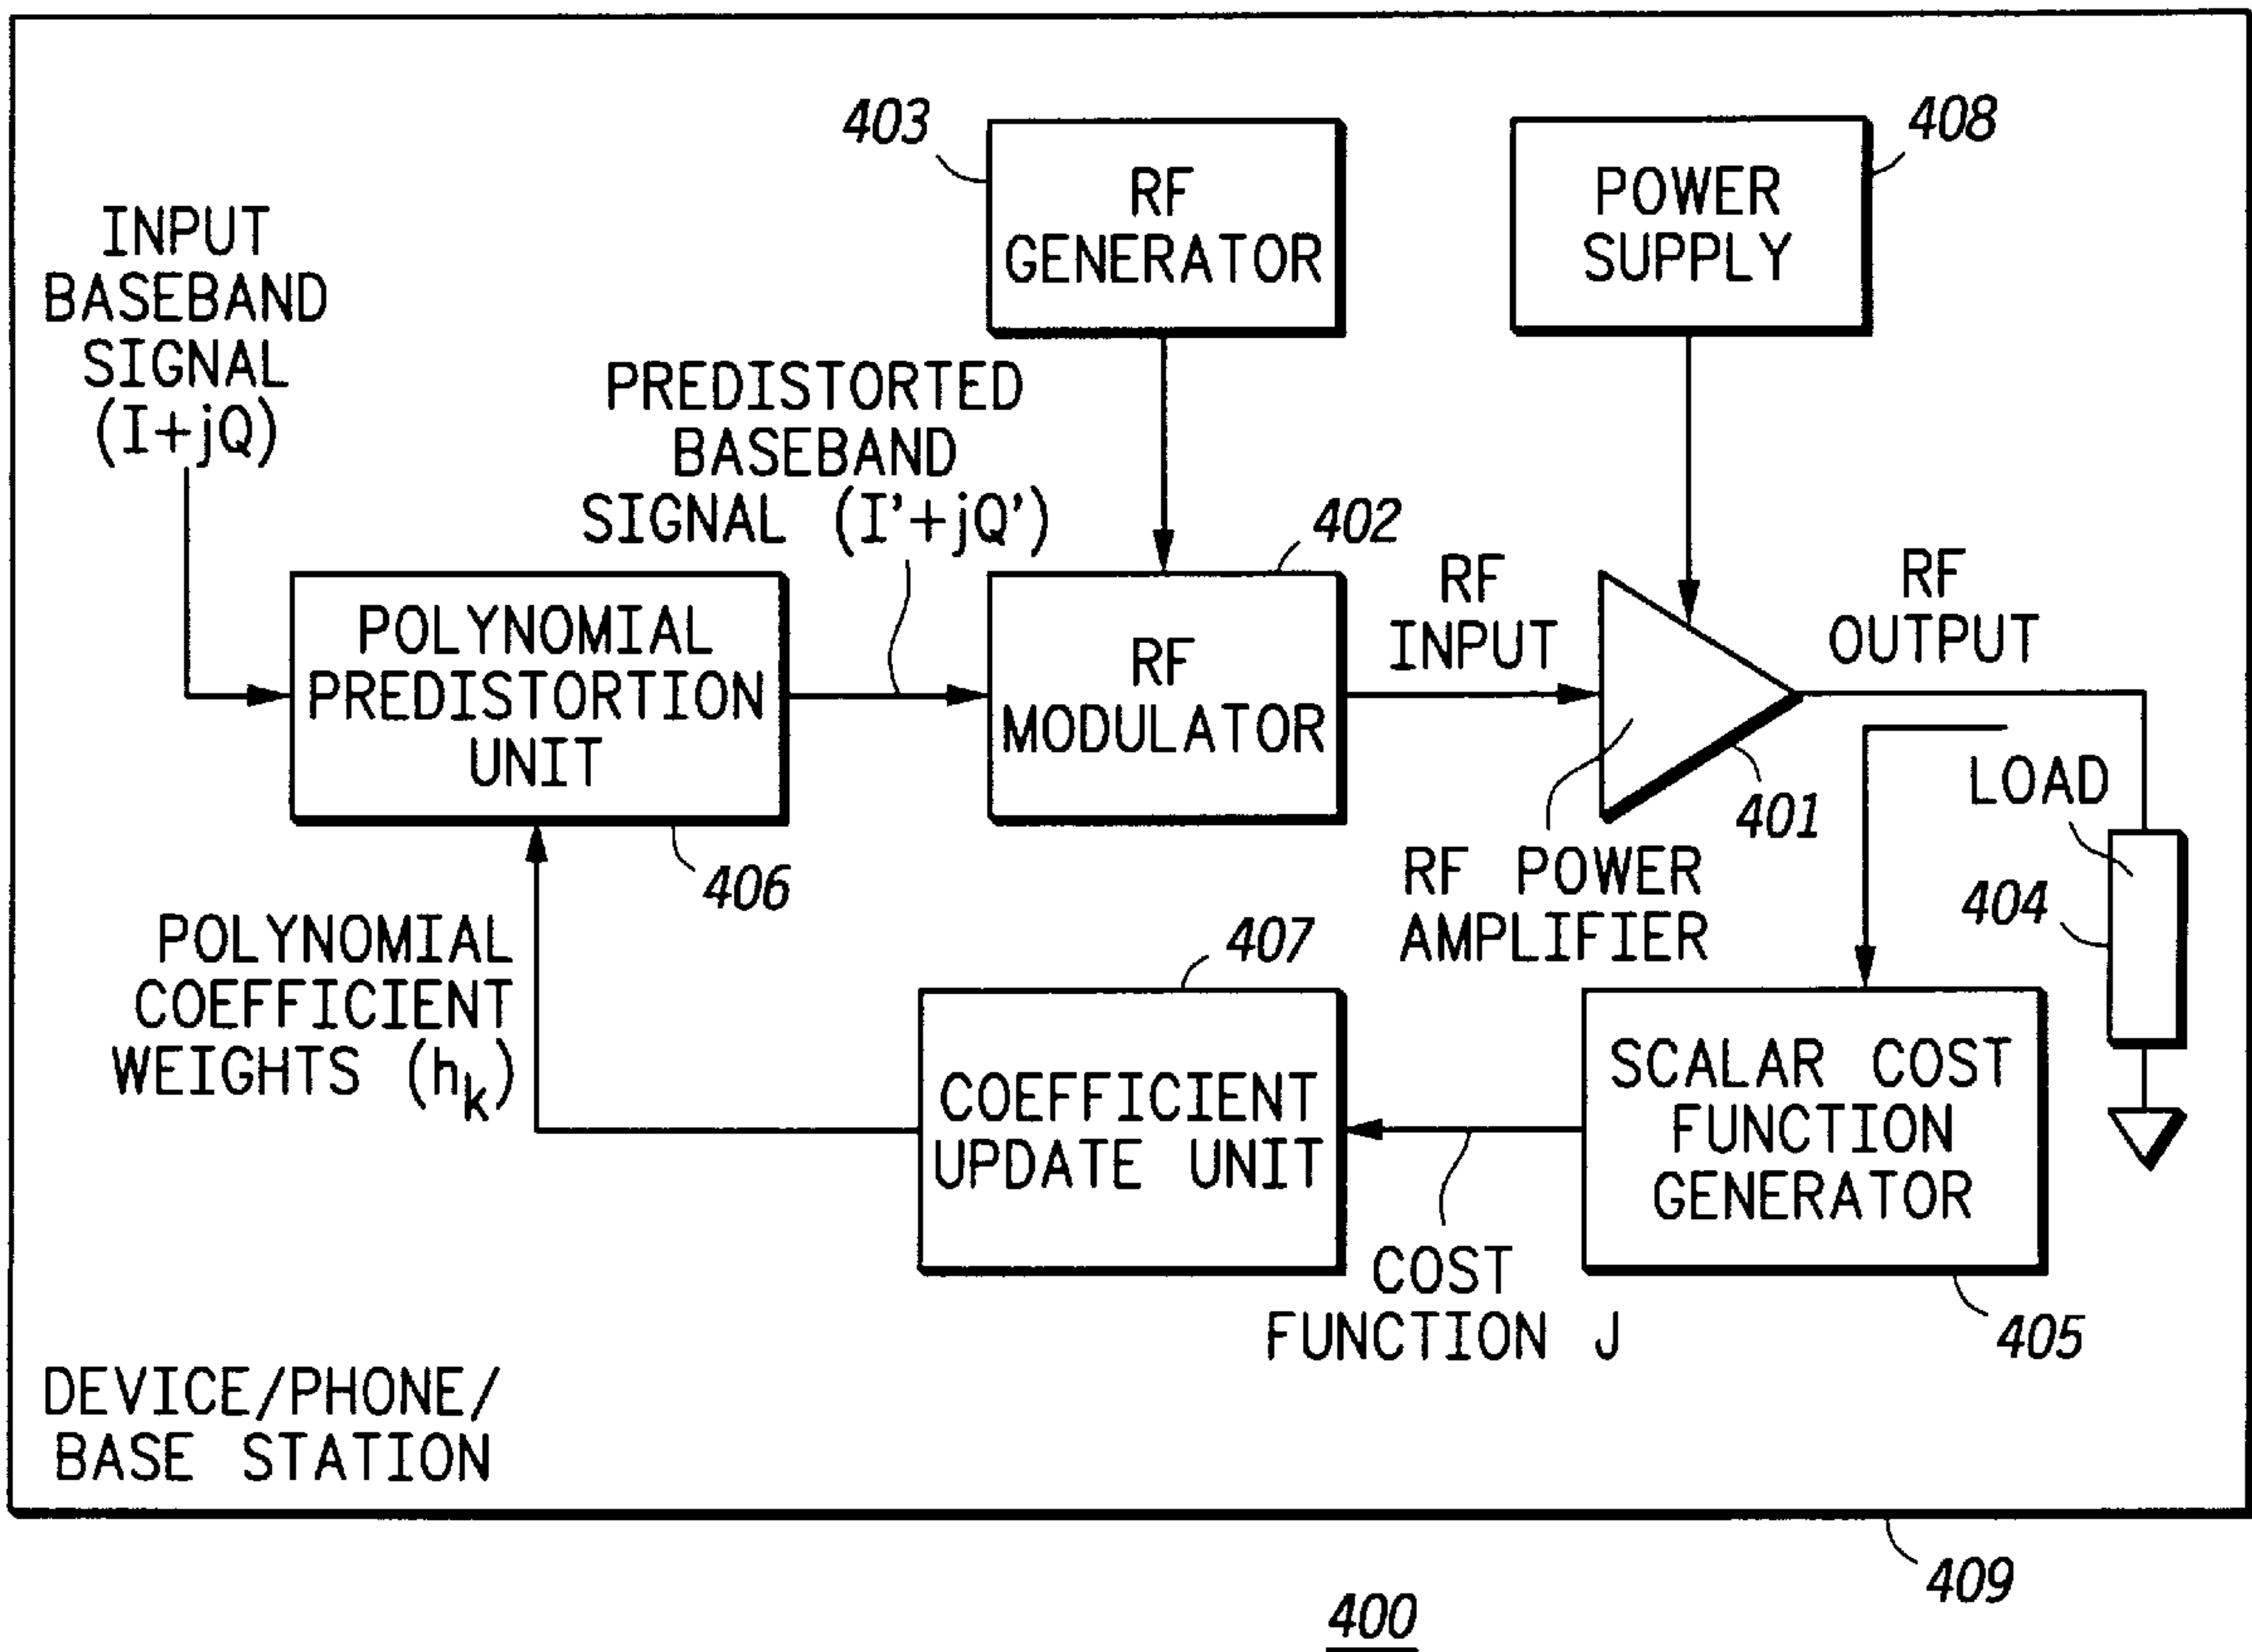 403
RF
GENERATOR
POWER
SUPPLY
408
INPUT
BASEBAND
SIGNAL
(I+jQ)
PREDISTORTED
BASEBAND
SIGNAL (I'+jQ')
402
POLYNOMIAL
PREDISTORTION
UNIT
406
RF
MODULATOR
RF
INPUT
RF
OUTPUT
401
RF POWER
AMPLIFIER
LOAD
404
POLYNOMIAL
COEFFICIENT
WEIGHTS (hk)
407
COEFFICIENT
UPDATE UNIT
SCALAR COST
FUNCTION
GENERATOR
405
COST
FUNCTION J
DEVICE/PHONE/
BASE STATION
409
400